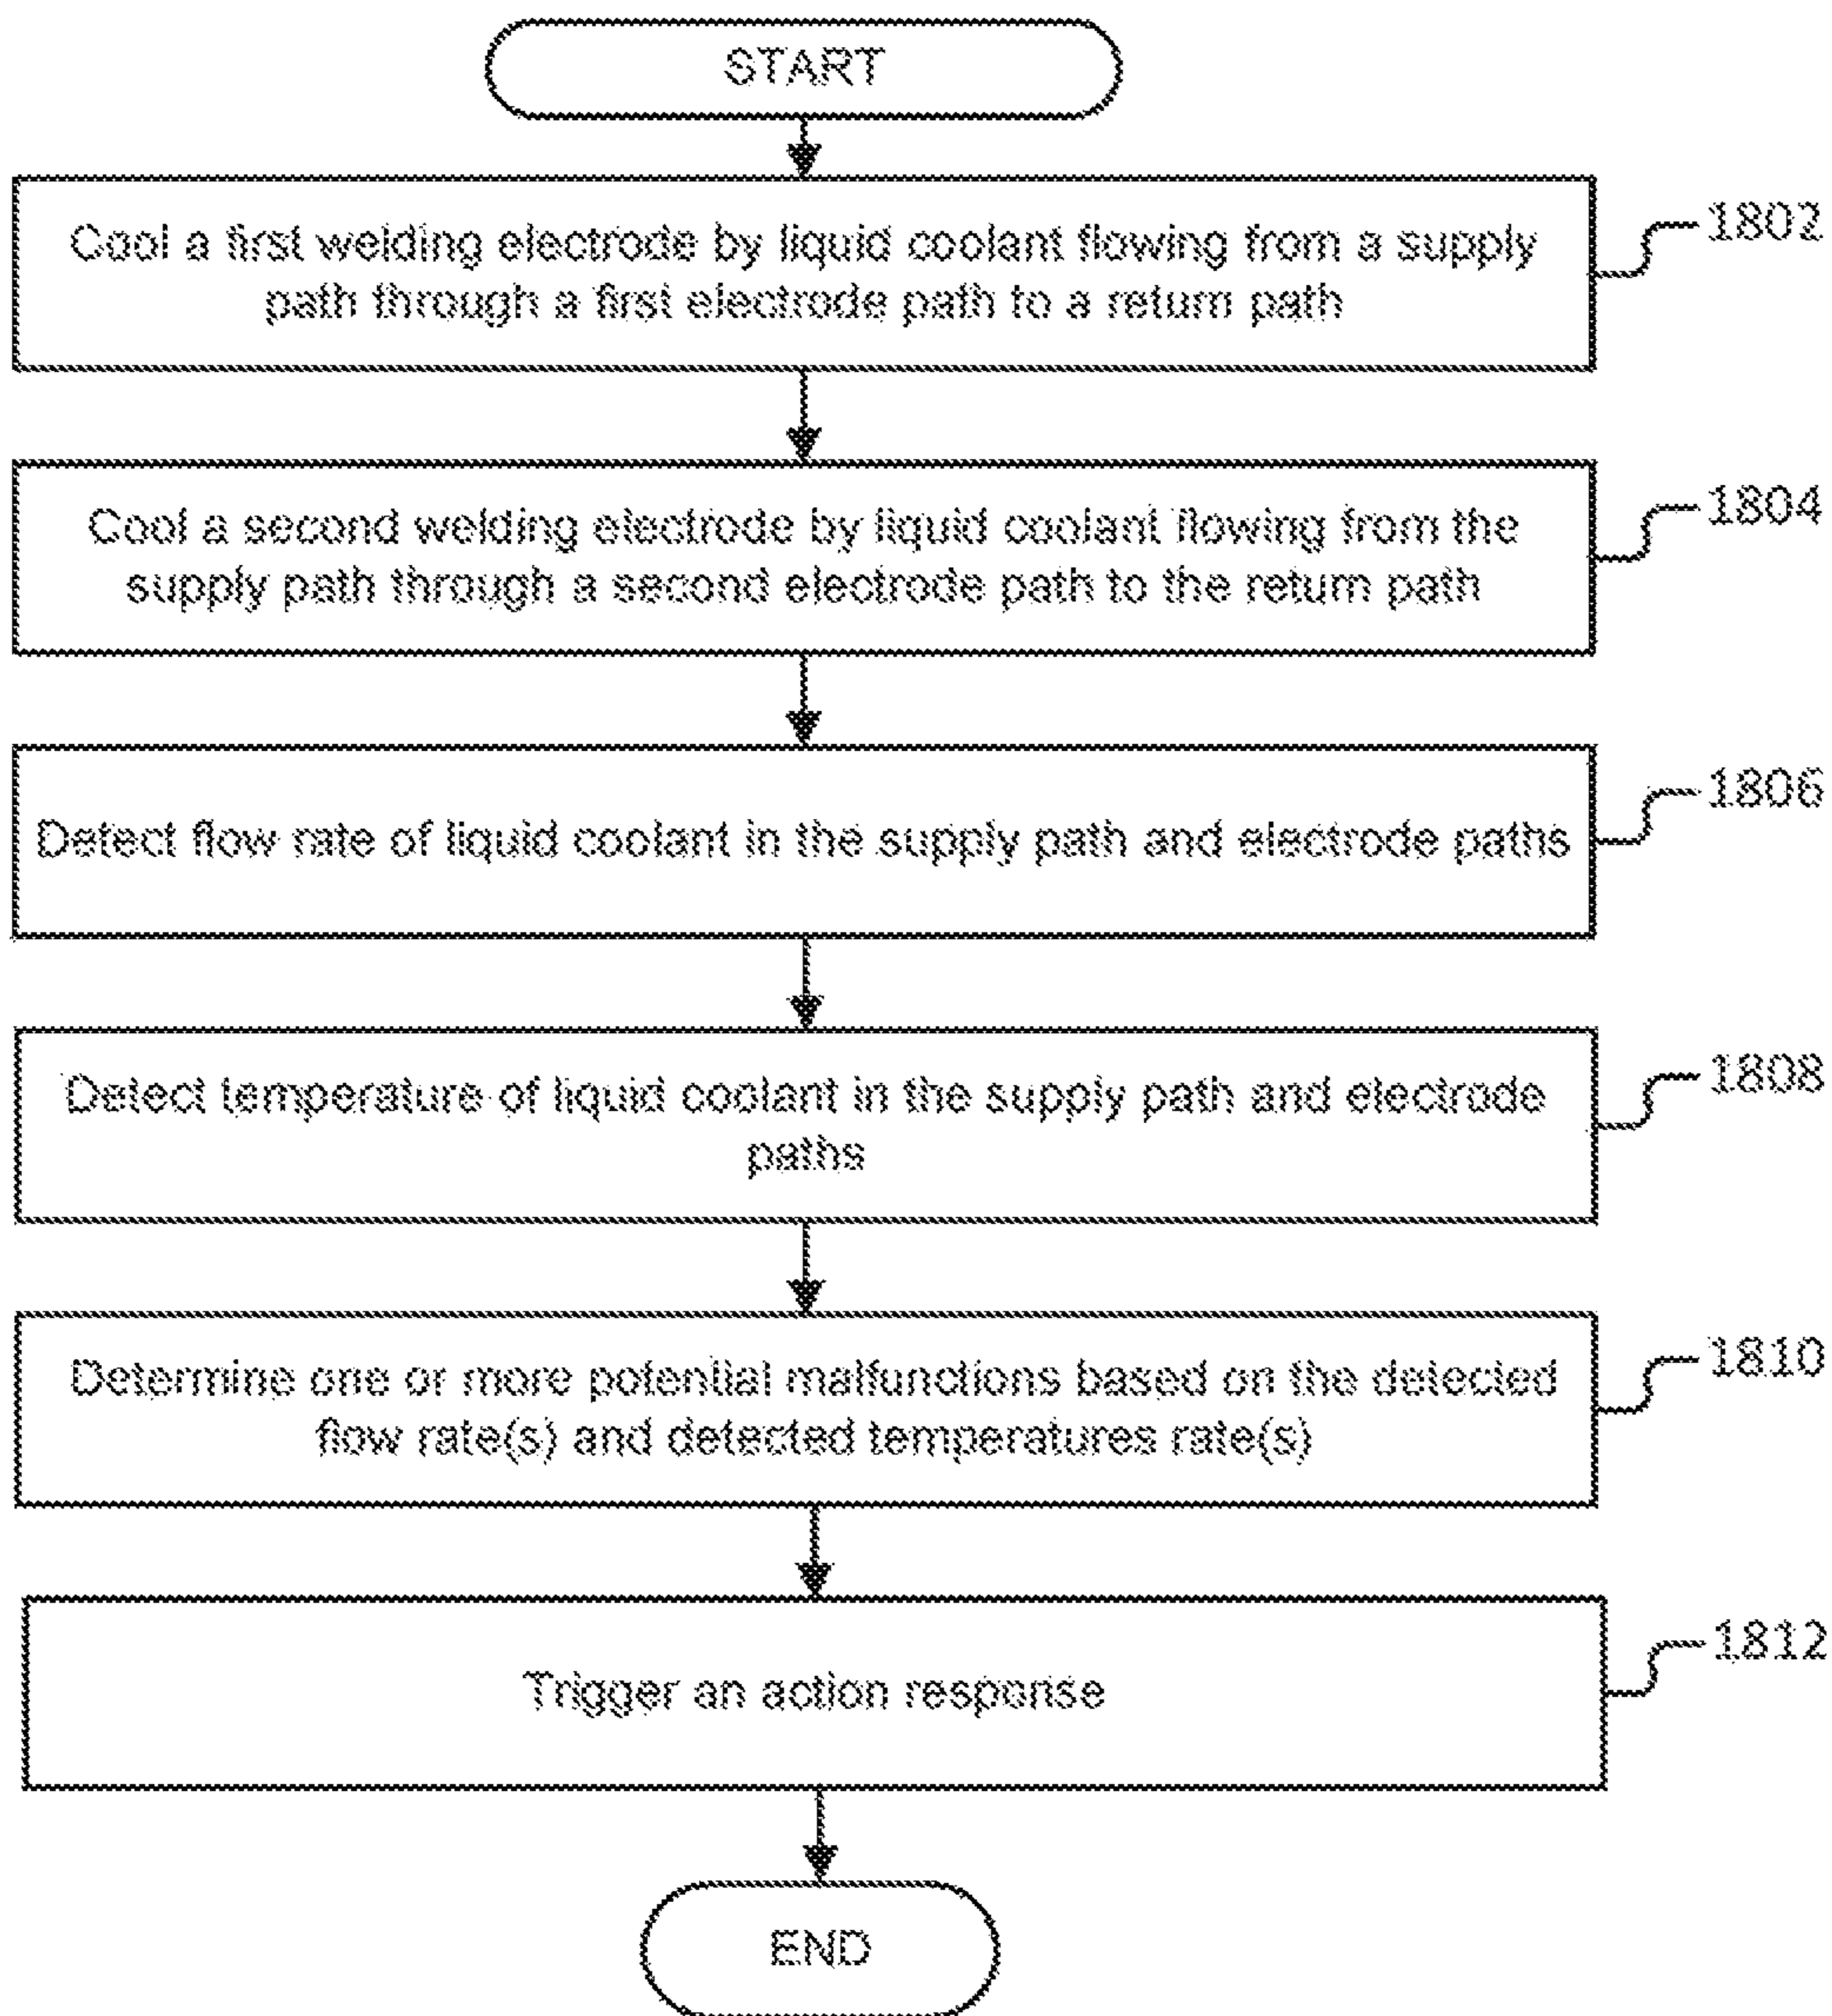 START
Cool a first welding electrode by liquid coolant flowing from a supply
path through a first electrode path to a return path
1802
Cool a second welding electrode by liquid coolant flowing from the
supply path through a second electrode path to the return path
1804
Detect flow rate of liquid coolant in the supply path and electrode paths
1806
Detect temperature of liquid coolant in the supply path and electrode
paths
1808
Determine one or more potential malfunctions based on the detected
flow rate(s) and detected temperatures rate(s)
1810
Trigger an action response
1812
END